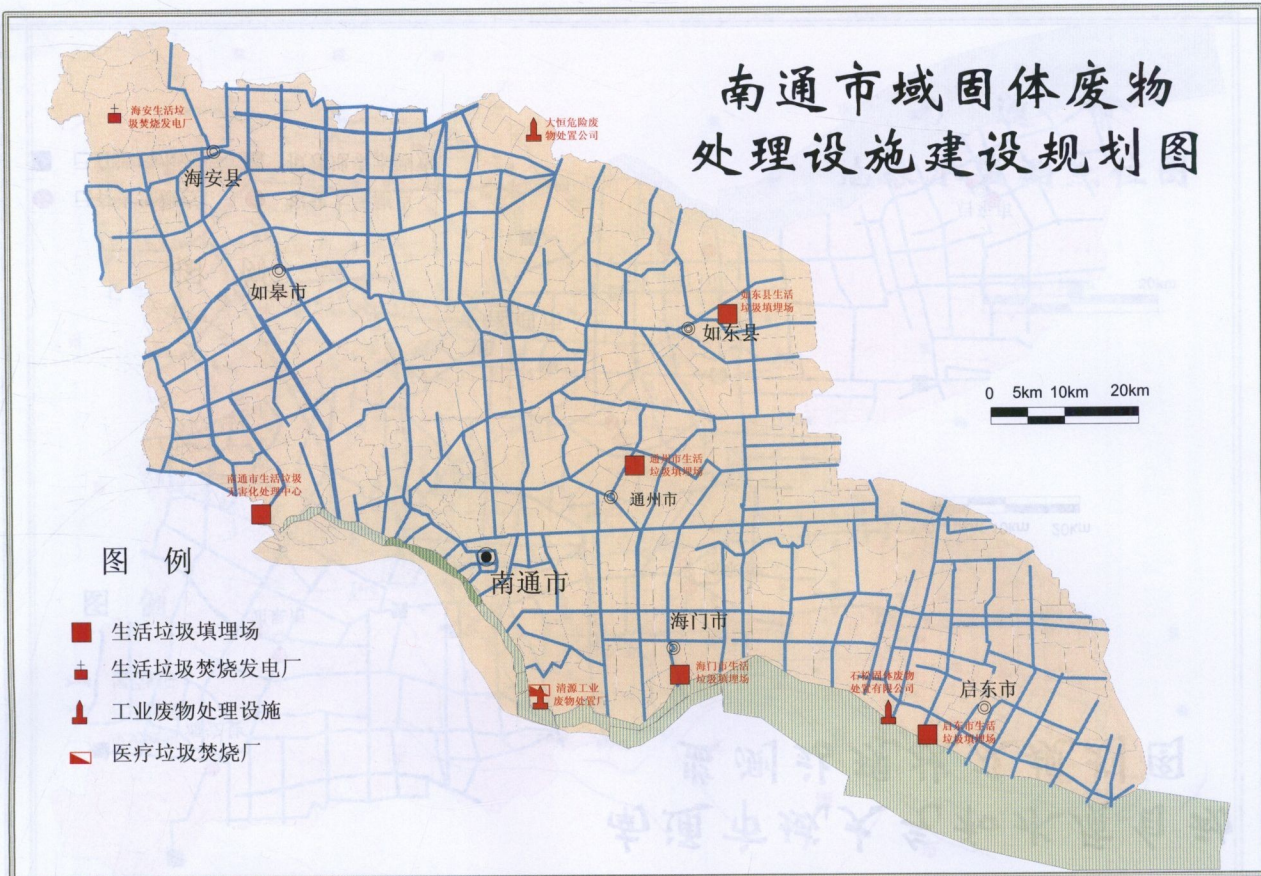 南通市域固体废物
处理设施建设规划图
海安生活垃
圾焚烧发电厂
大恒危险废
物处置公司
海安县
如皋市
如东县生活
垃圾填埋场
如东县
0 5km 10km 20km
通州市生活
垃圾填埋场
通州市
南通市生活垃圾
无害化处理中心
南通市
海门市
海门市生活
垃圾填埋场
清源工业
废物处置厂
处置有限公司
启东市
启东市生活
垃圾填埋场
图 例
生活垃圾填埋场
生活垃圾焚烧发电厂
工业废物处理设施
医疗垃圾焚烧厂